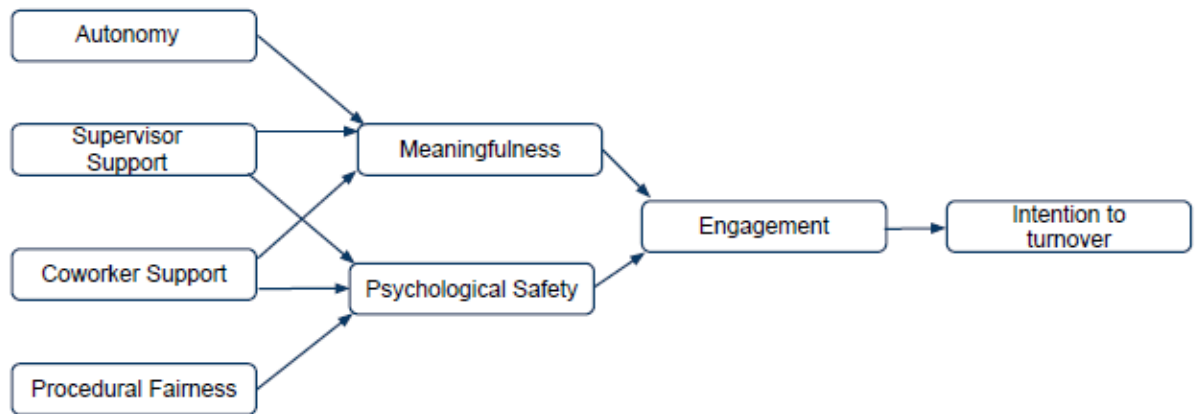 Autonomy
Supervisor
Support
Meaningfulness
Engagement
Intention to
turnover
Coworker Support
Psychological Safety
Procedural Fairness